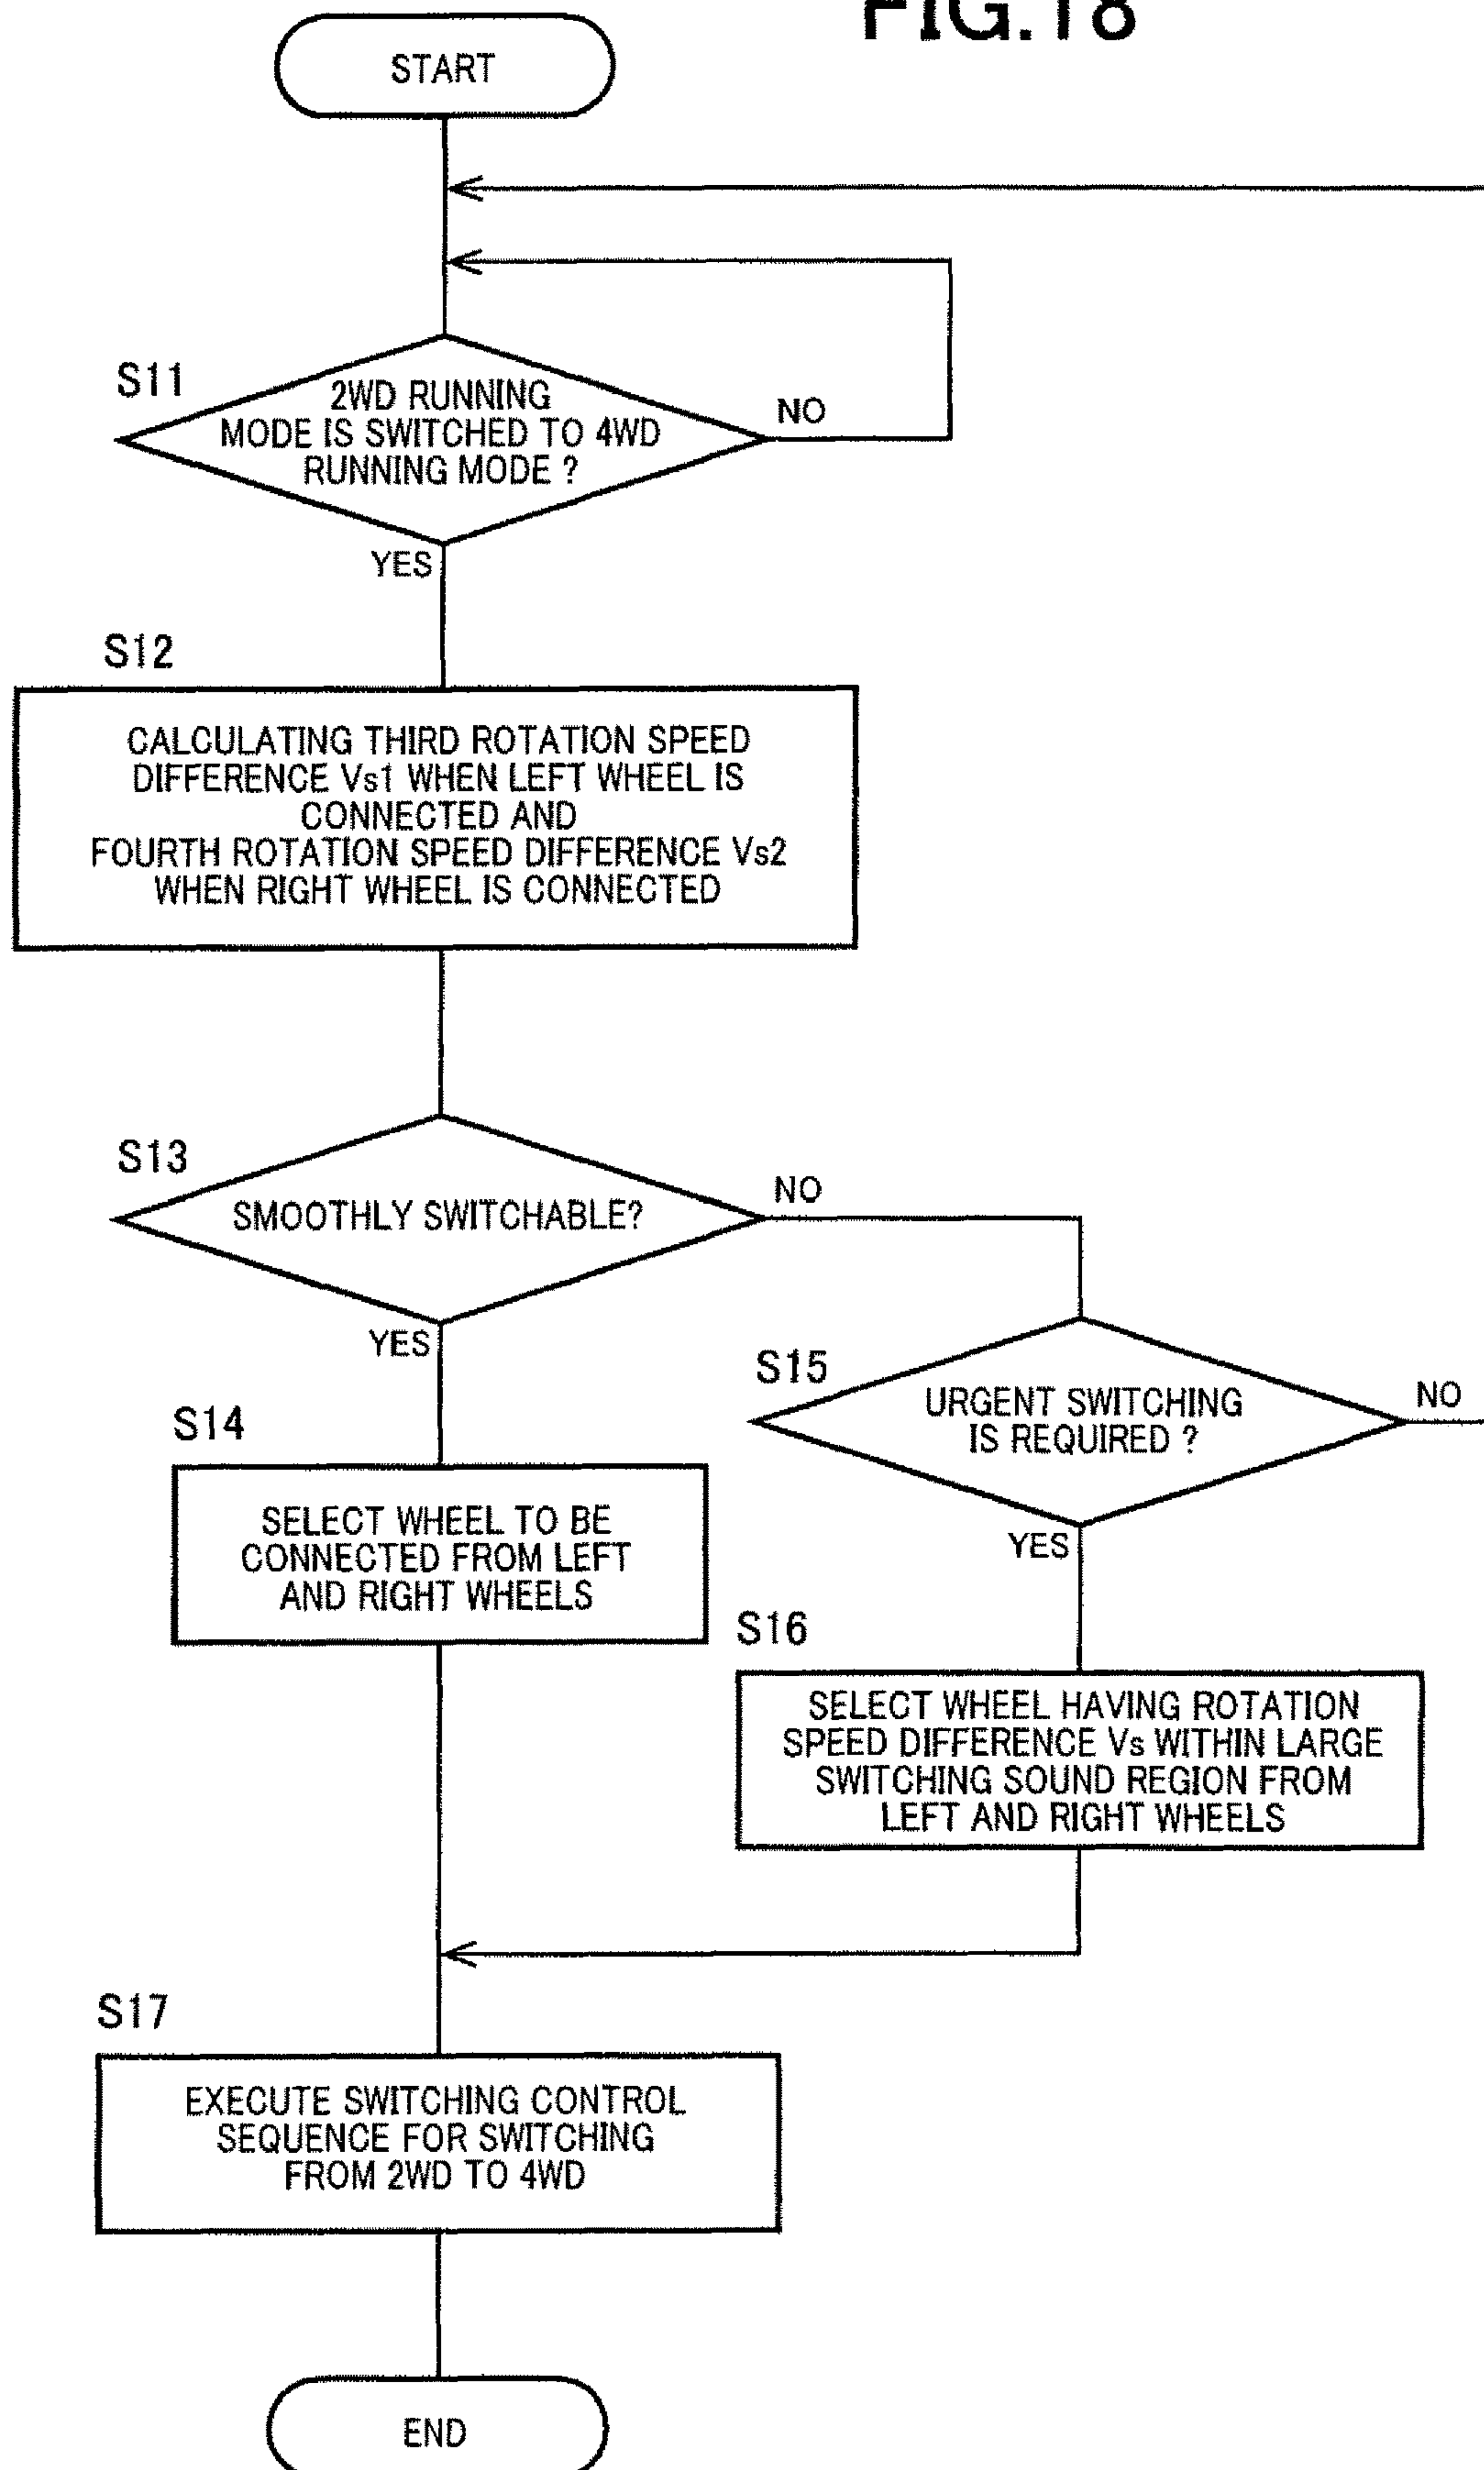 FIG.18
START
S11
2WD RUNNING
MODE IS SWITCHED TO 4WD
RUNNING MODE ?
NO
YES
S12
CALCULATING THIRD ROTATION SPEED
DIFFERENCE Vs1 WHEN LEFT WHEEL IS
CONNECTED AND
FOURTH ROTATION SPEED DIFFERENCE Vs2
WHEN RIGHT WHEEL IS CONNECTED
S13
SMOOTHLY SWITCHABLE?
NO
YES
S15
URGENT SWITCHING
IS REQUIRED ?
NO
YES
S14
SELECT WHEEL TO BE
CONNECTED FROM LEFT
AND RIGHT WHEELS
S16
SELECT WHEEL HAVING ROTATION
SPEED DIFFERENCE Vs WITHIN LARGE
SWITCHING SOUND REGION FROM
LEFT AND RIGHT WHEELS
S17
EXECUTE SWITCHING CONTROL
SEQUENCE FOR SWITCHING
FROM 2WD TO 4WD
END